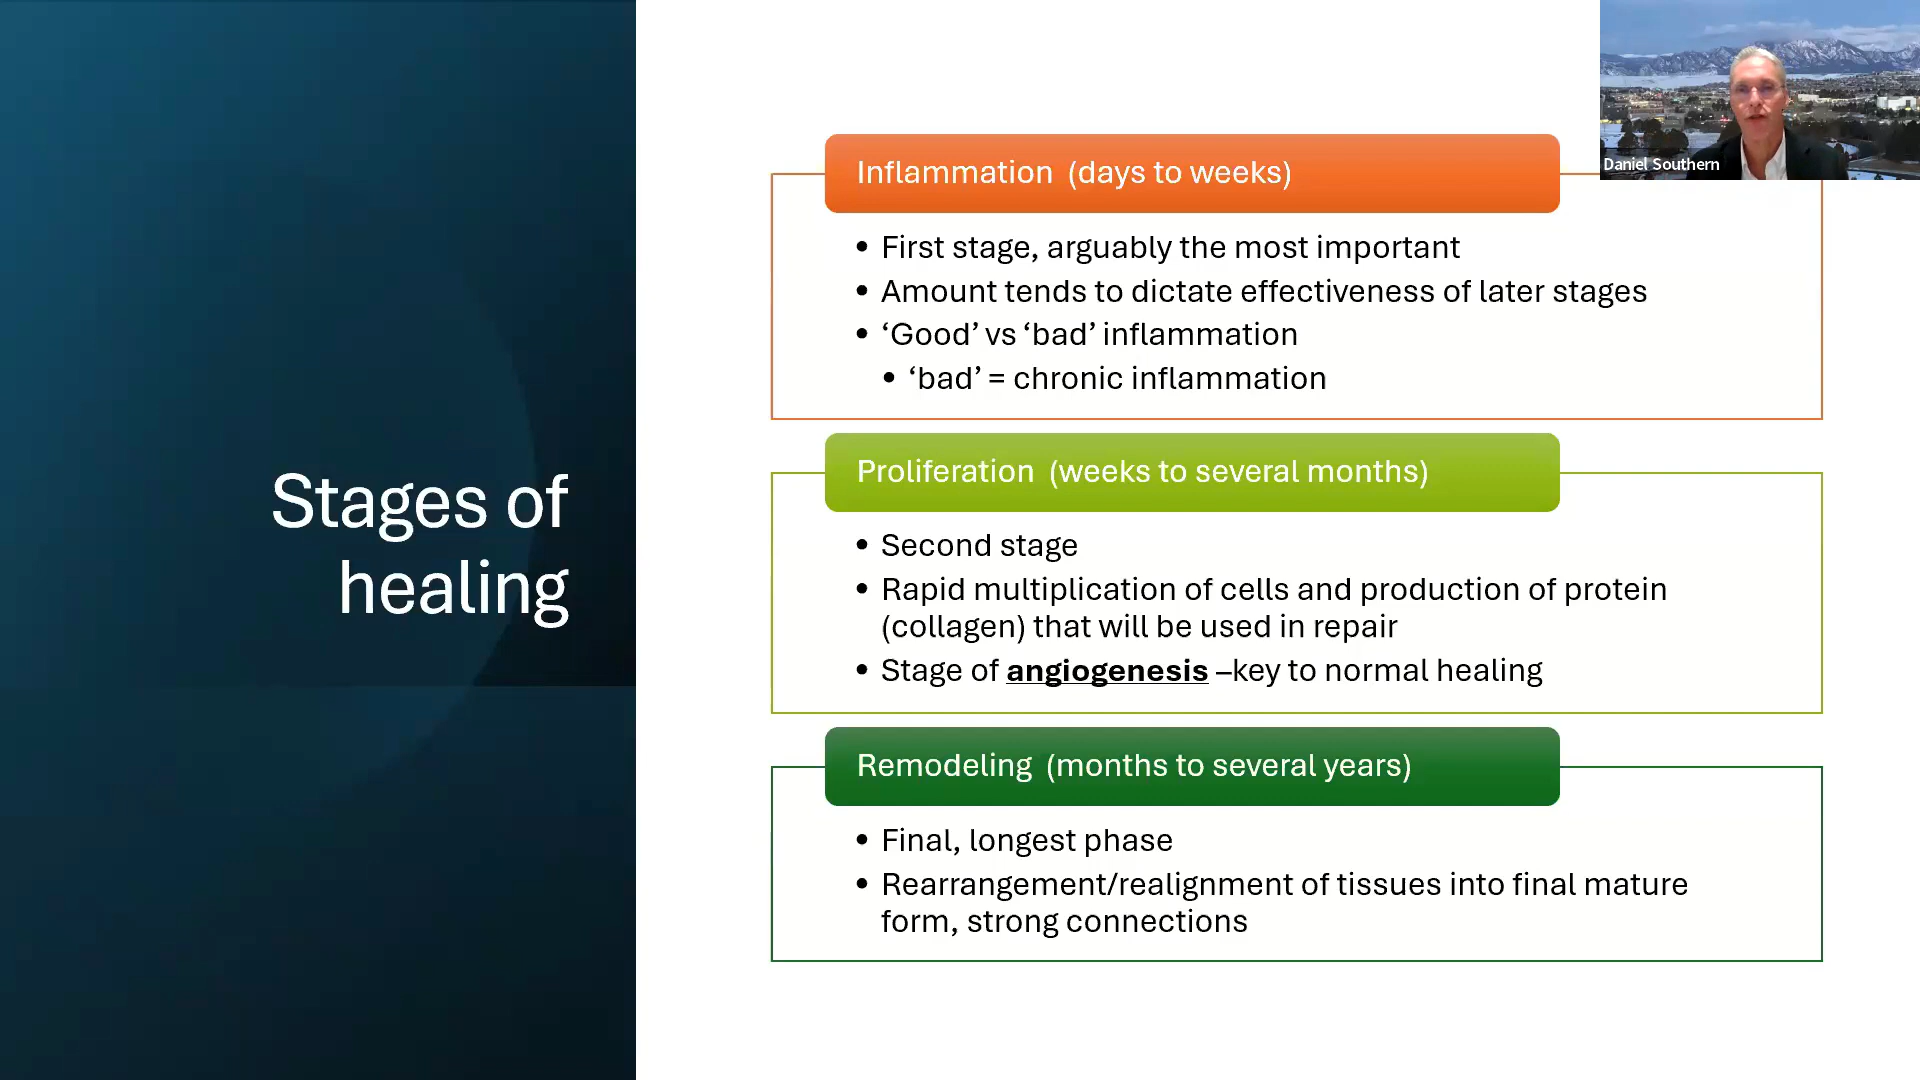 Stages of
healing
Inflammation (days to weeks)
• First stage, arguably the most important
• Amount tends to dictate effectiveness of later stages
• ‘Good’ vs ‘bad’ inflammation
• ‘bad’ = chronic inflammation
Proliferation (weeks to several months)
• Second stage
• Rapid multiplication of cells and production of protein
(collagen) that will be used in repair
• Stage of angiogenesis –key to normal healing
Remodeling (months to several years)
• Final, longest phase
• Rearrangement/realignment of tissues into final mature
form, strong connections
Daniel Southern